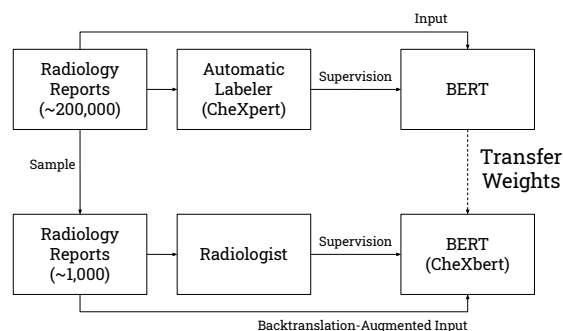 Input
Radiology
Reports
(~200,000)
Automatic
Labeler
(CheXpert)
Supervision
BERT
Sample
Transfer
Weights
Radiology
Reports
(~1,000)
Radiologist
Supervision
BERT
(CheXbert)
Backtranslation-Augmented Input